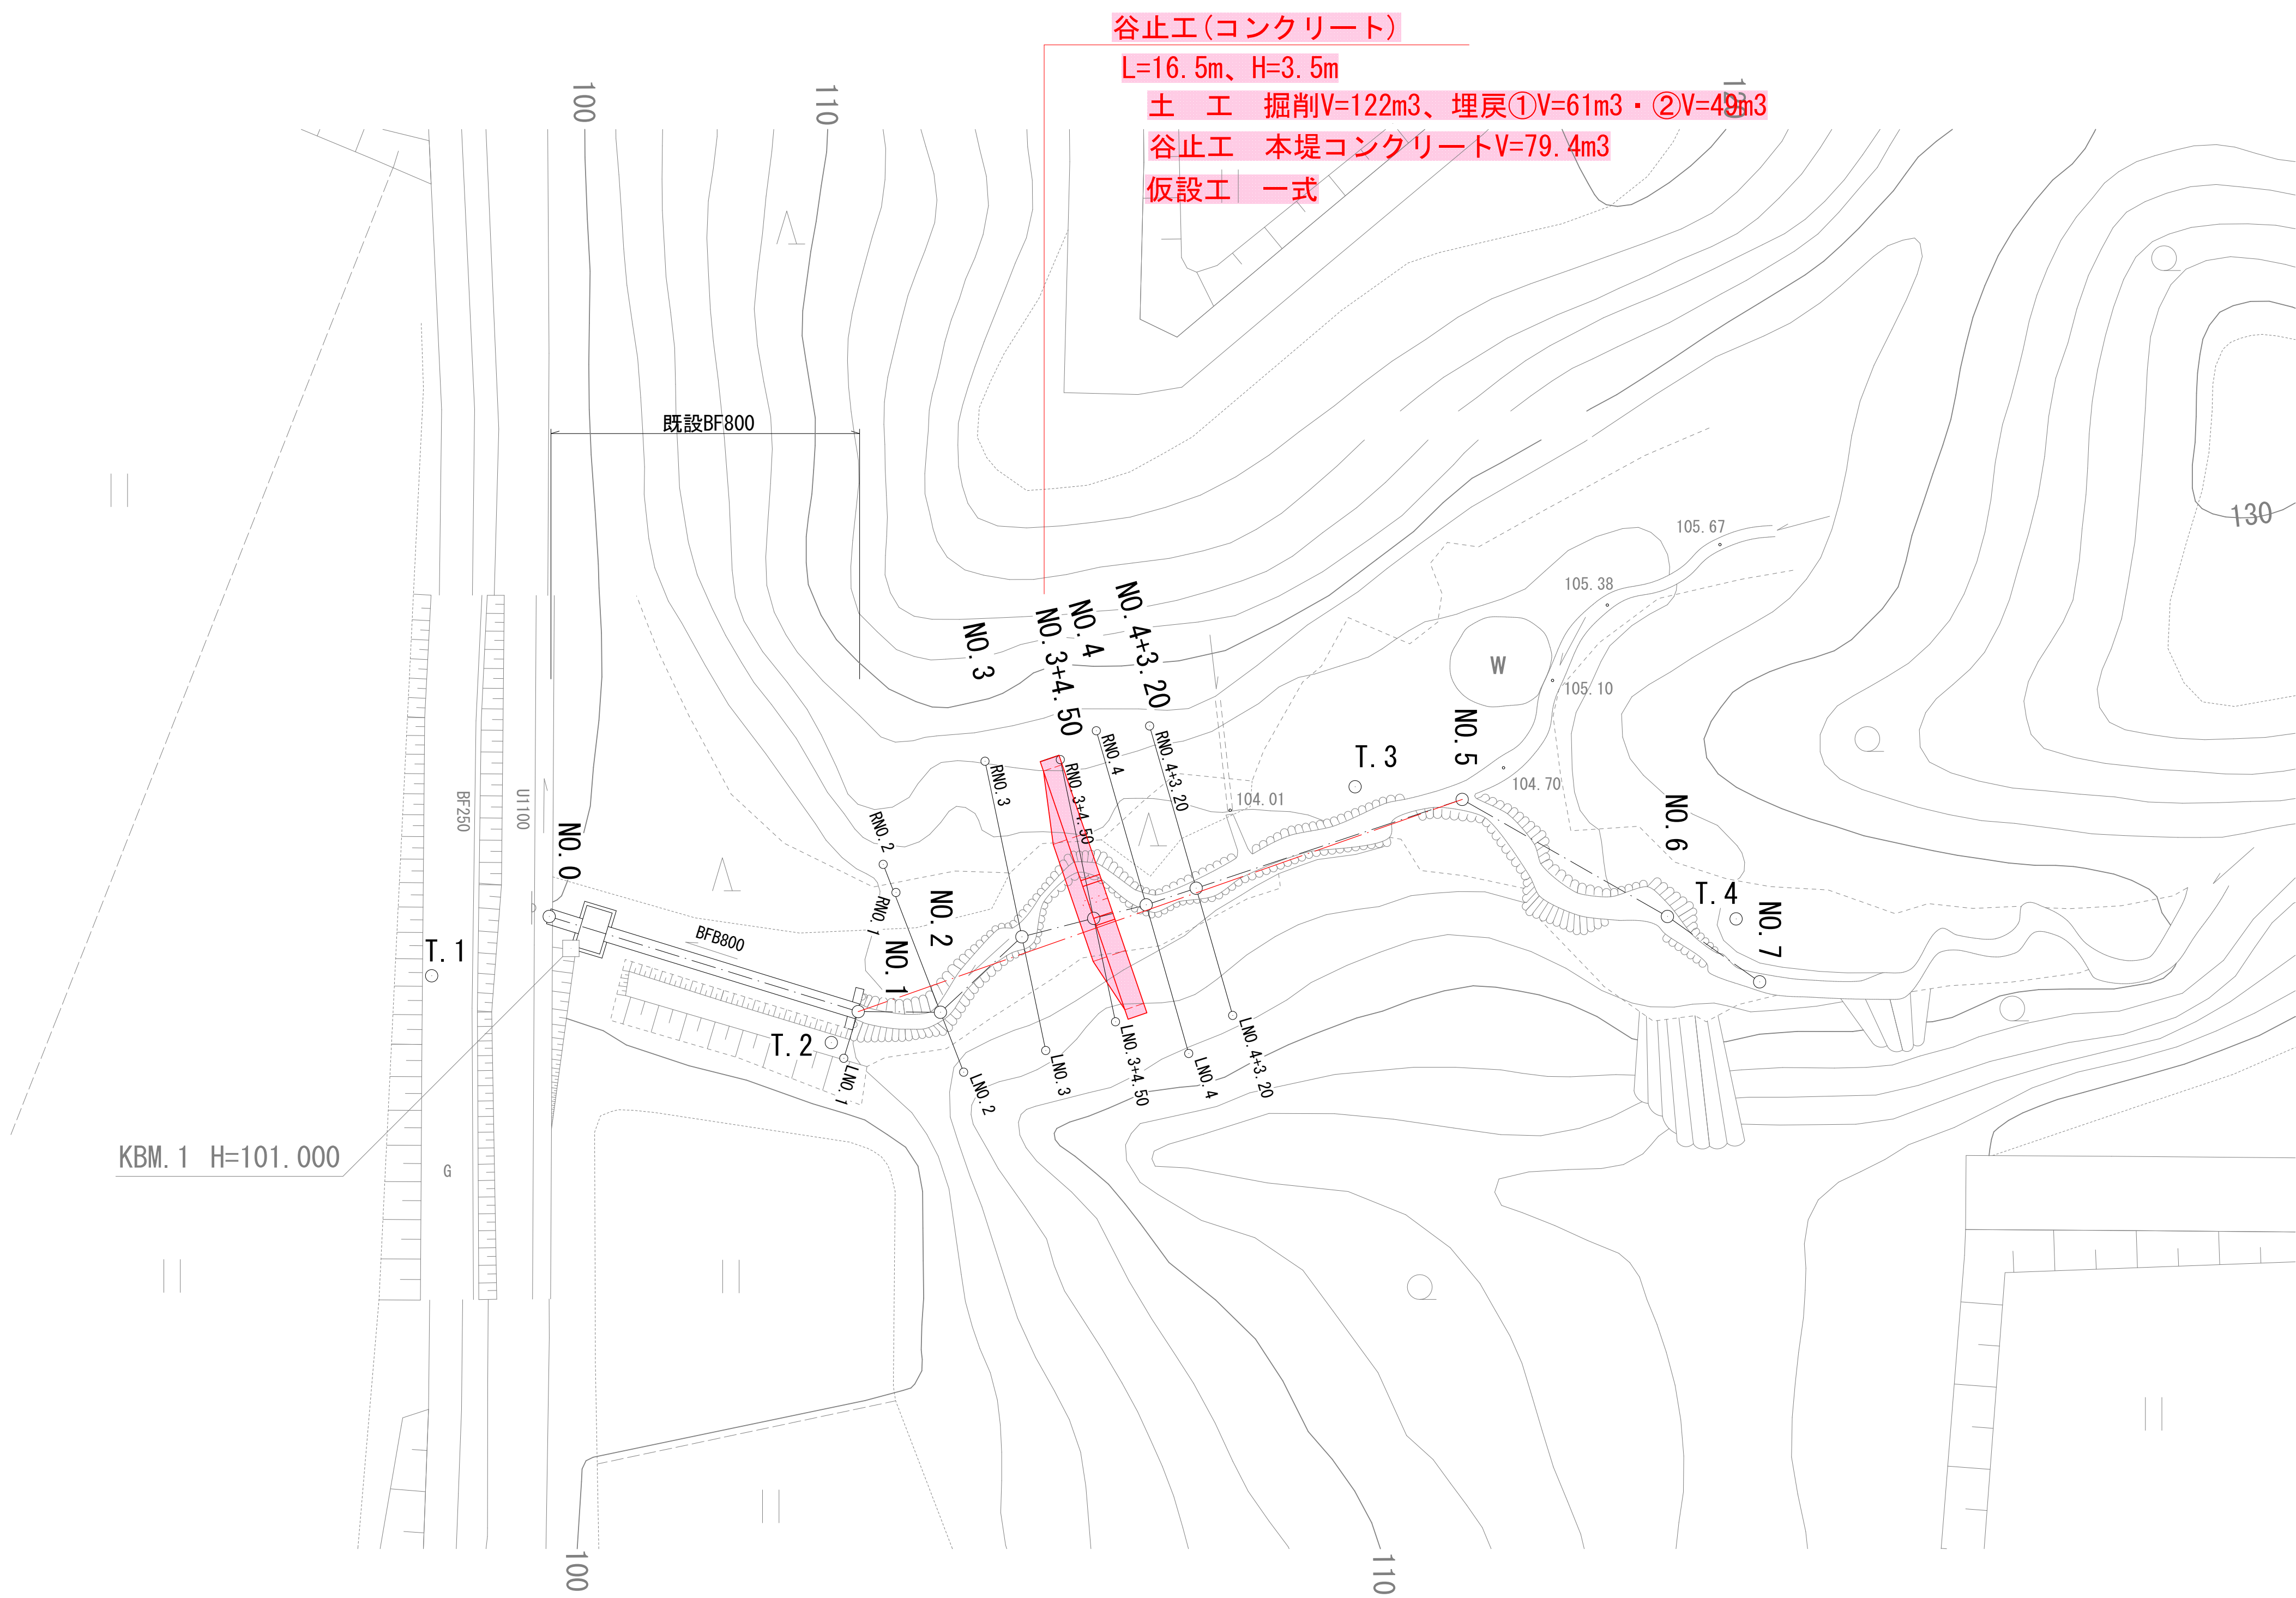 谷止工(コンクリート)
L=16.5m、H=3.5m
土　工　掘削V=122m3、埋戻①V=61m3・②V=49m3
谷止工　本堤コンクリートV=79.4m3
仮設工　一式
100
110
120
既設BF800
130
105.67
105.38
W
105.10
104.70
104.01
NO.3
NO.3+4.50
NO.4
NO.4+3.20
NO.5
T.3
RNO.3
RNO.3+4.50
RNO.4
RNO.4+3.20
BF250
U1100
NO.0
RNO.2
RNO.1
NO.2
NO.1
NO.6
T.4
NO.7
T.1
BFB800
T.2
LNO.1
LNO.2
LNO.3
LNO.3+4.50
LNO.4
LNO.4+3.20
KBM.1 H=101.000
G
100
110